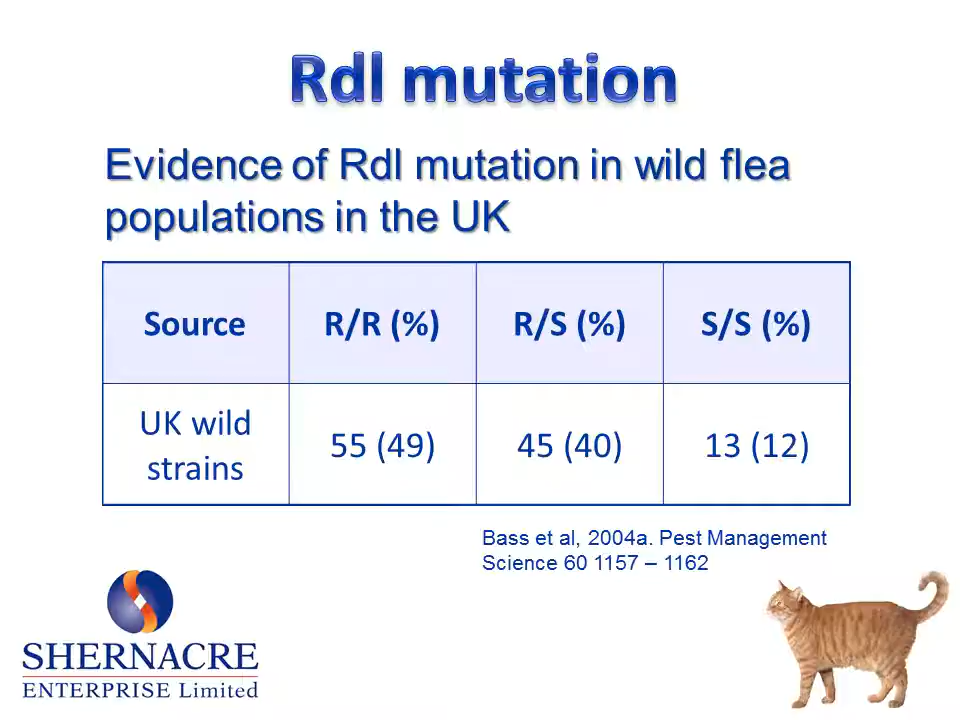 Rdl mutation
Evidence of Rdl mutation in wild flea
populations in the UK
Source R/R (%) R/S (%) S/S (%)
UK wild
strains 55 (49) 45 (40) 13 (12)
Bass et al, 2004a. Pest Management
Science 60 1157 – 1162
SHERNACRE
ENTERPRISE Limited